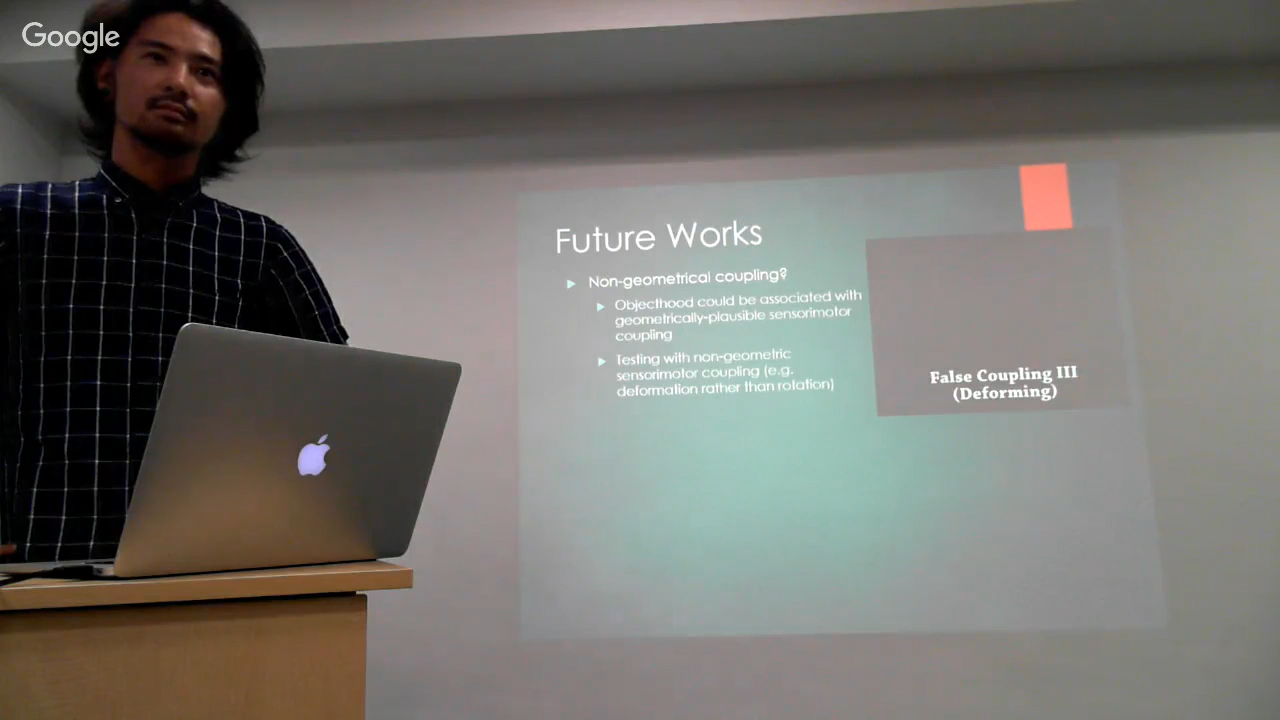 Google
Future Works
Non-geometrical coupling?
Objecthood could be associated with
geometrically-plausible sensorimotor
coupling
Testing with non-geometric
sensorimotor coupling (e.g.
deformation rather than rotation)
False Coupling III
(Deforming)